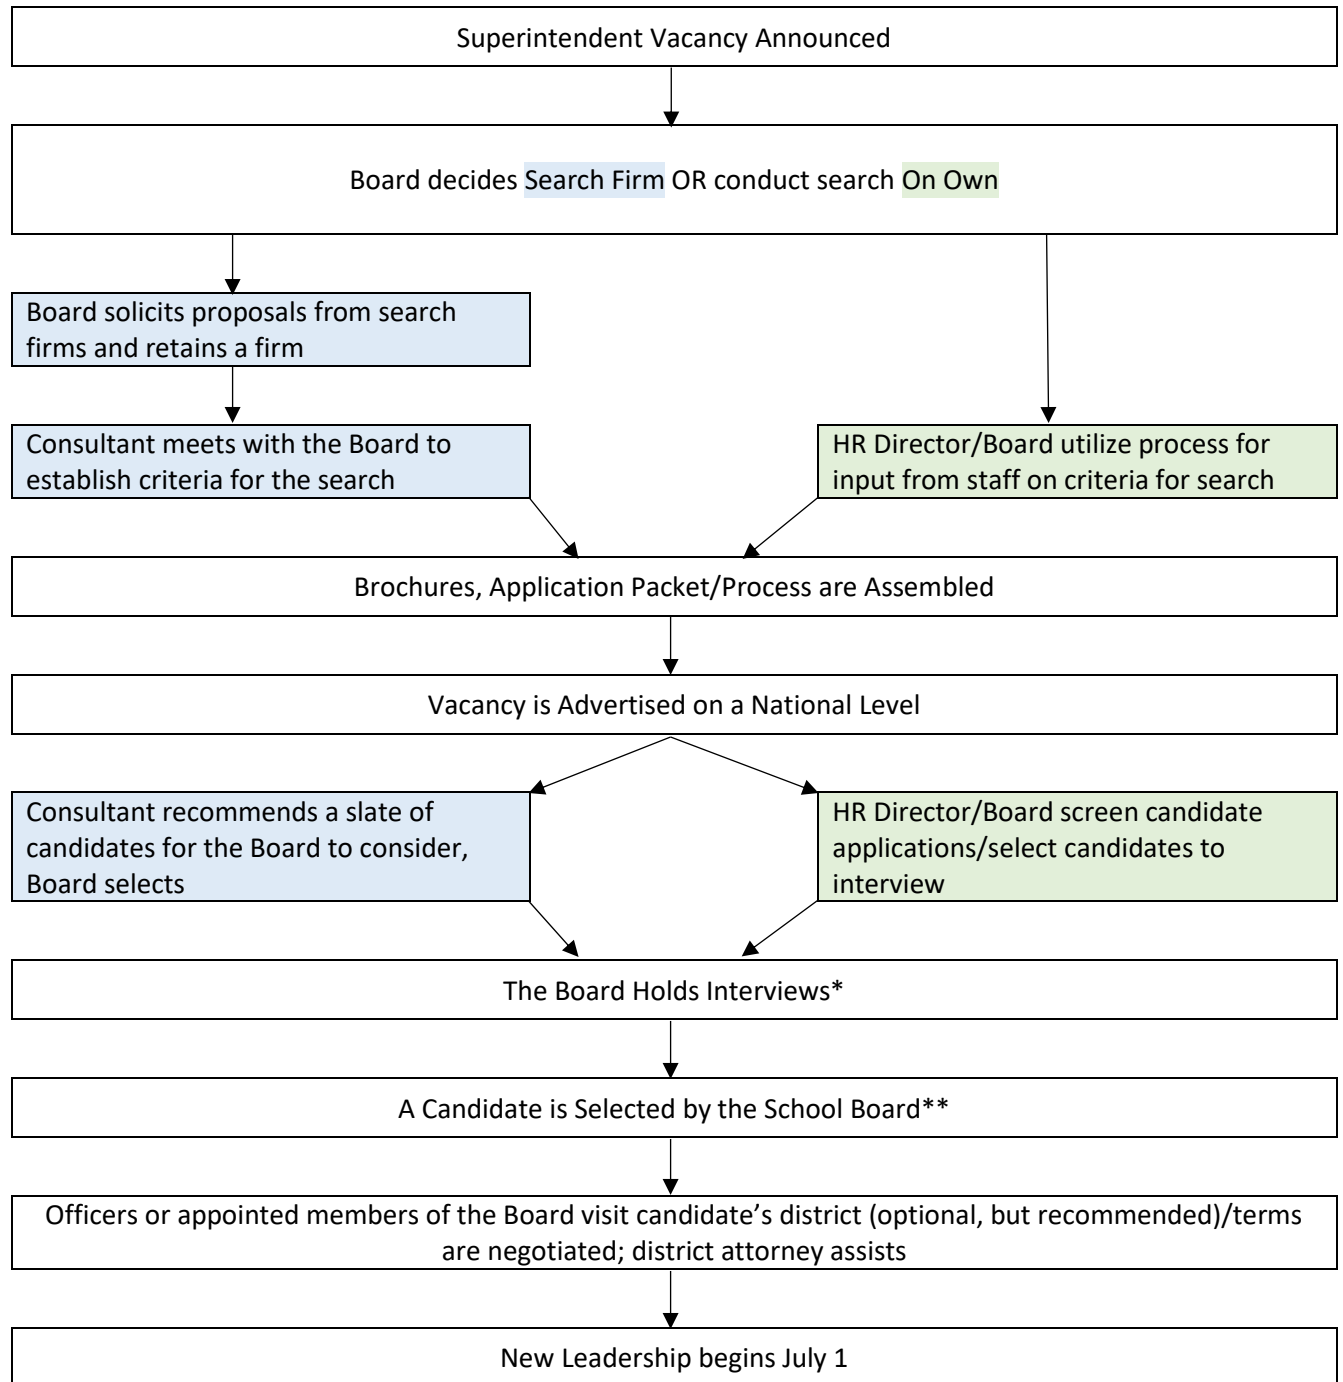 Superintendent Vacancy Announced
Board decides Search Firm OR conduct search On Own
Board solicits proposals from search
firms and retains a firm
Consultant meets with the Board to
establish criteria for the search
HR Director/Board utilize process for
input from staff on criteria for search
Brochures, Application Packet/Process are Assembled
Vacancy is Advertised on a National Level
Consultant recommends a slate of
candidates for the Board to consider,
Board selects
HR Director/Board screen candidate
applications/select candidates to
interview
The Board Holds Interviews*
A Candidate is Selected by the School Board**
Officers or appointed members of the Board visit candidate’s district (optional, but recommended)/terms
are negotiated; district attorney assists
New Leadership begins July 1